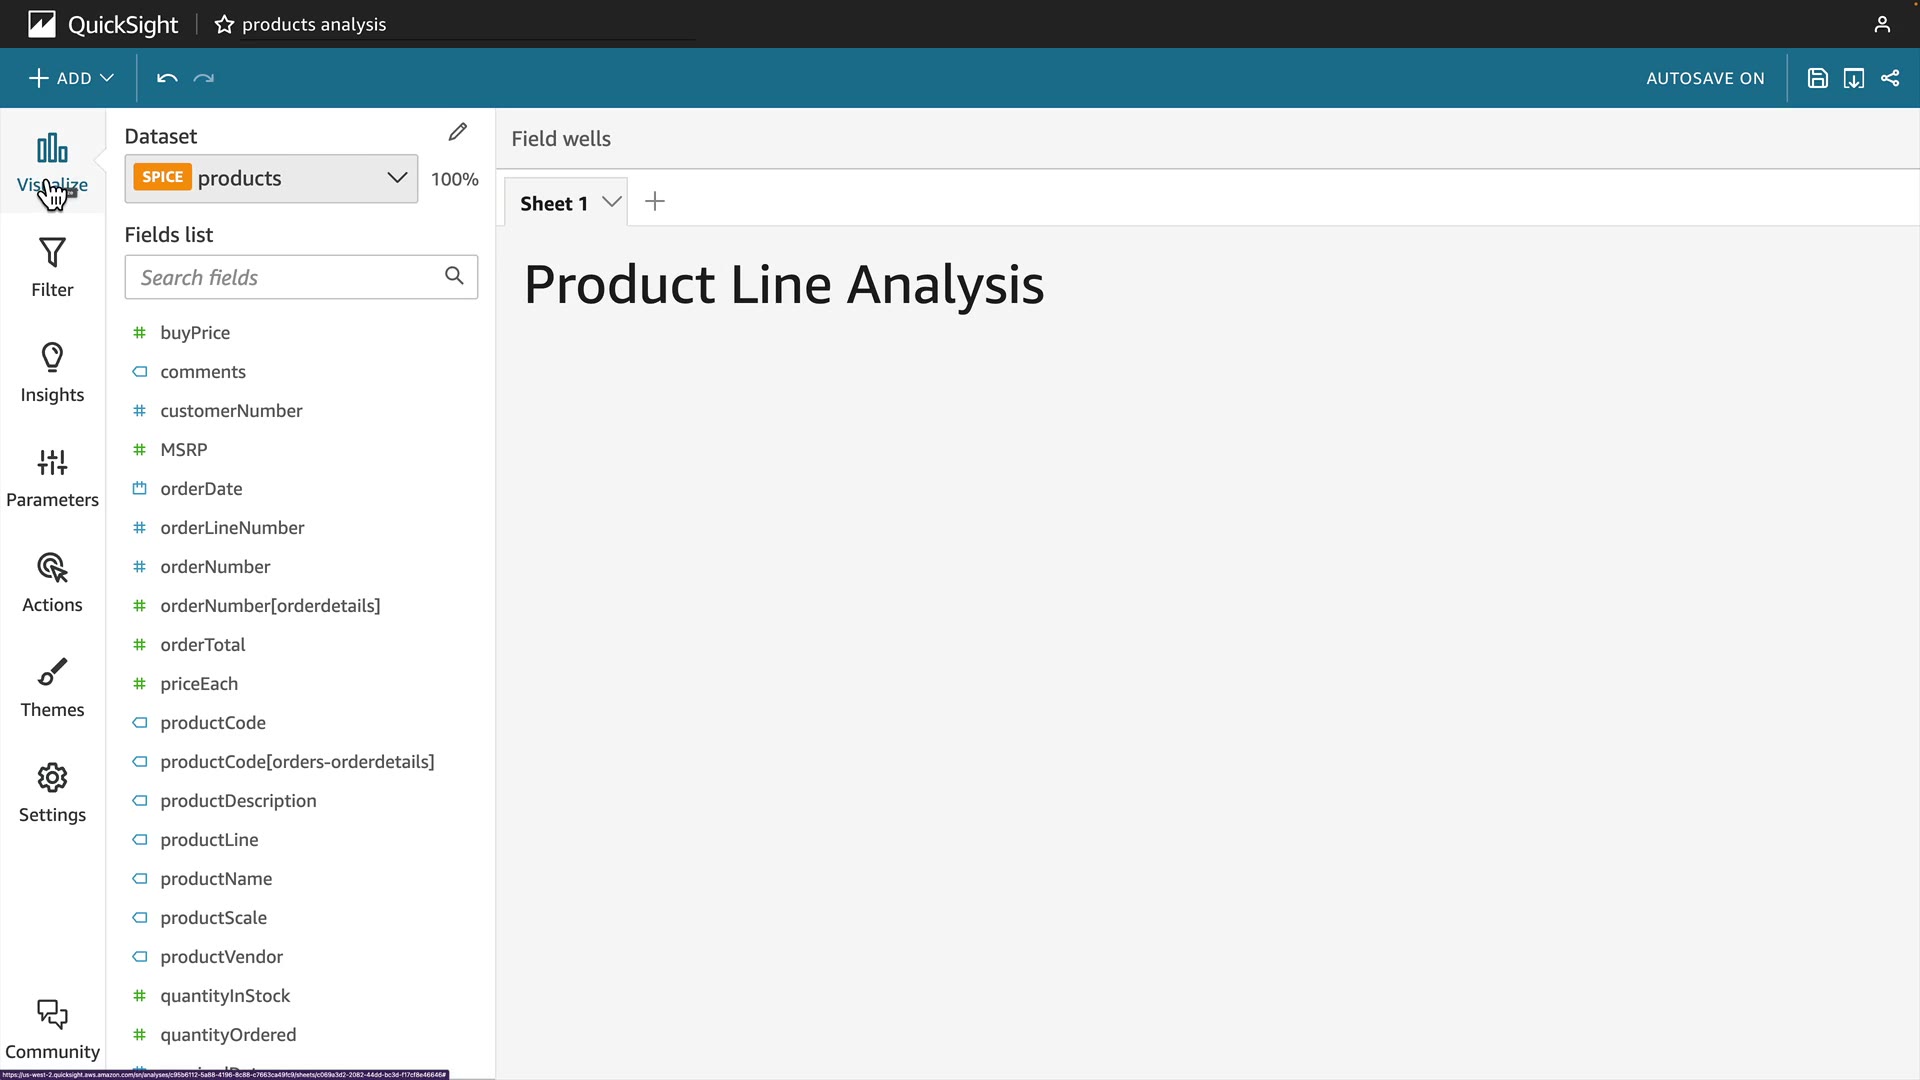 QuickSight
products analysis
ADD
AUTOSAVE ON
Visualize
Filter
Insights
Parameters
Actions
Themes
Settings
Community
Dataset
SPICE products 100%
Fields list
Search fields
buyPrice
comments
customerNumber
MSRP
orderDate
orderLineNumber
orderNumber
orderNumber[orderdetails]
orderTotal
priceEach
productCode
productCode[orders-orderdetails]
productDescription
productLine
productName
productScale
productVendor
quantityInStock
quantityOrdered
Field wells
Sheet 1
Product Line Analysis